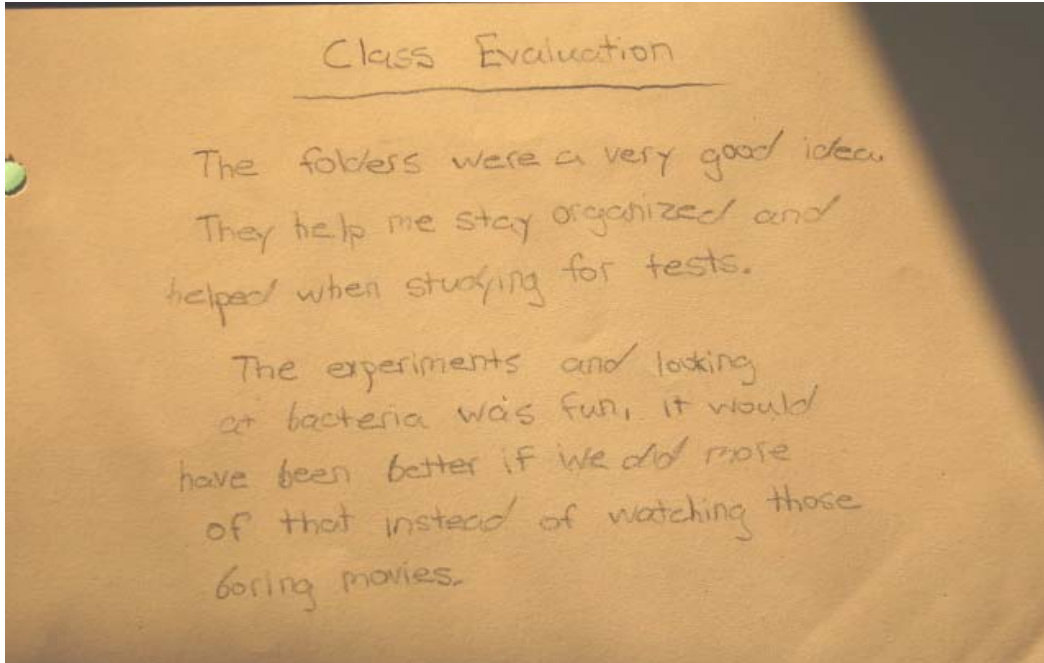 Class Evaluation
The folders were a very good idea.
They help me stay organized and
helped when studying for tests.
The experiments and looking
at bacteria was fun, it would
have been better if we did more
of that instead of watching those
boring movies.